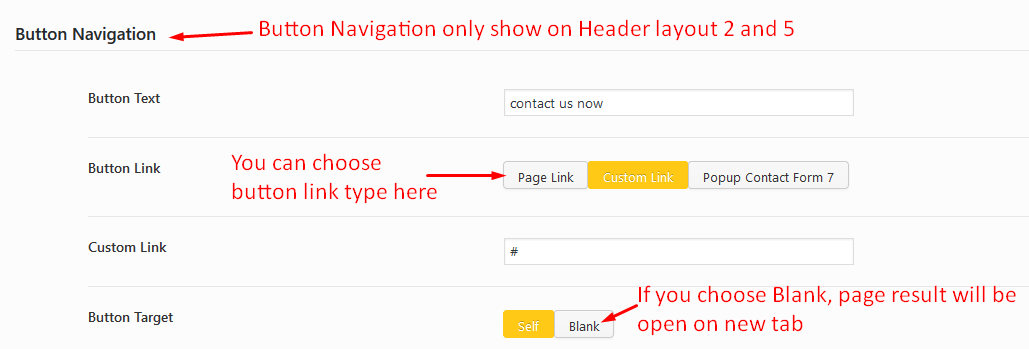 Button Navigation
Button Navigation only show on Header layout 2 and 5
Button Text
contact us now
Button Link
You can choose
button link type here
Page Link
Custom Link
Popup Contact Form 7
Custom Link
#
Button Target
Self
Blank
If you choose Blank, page result will be
open on new tab